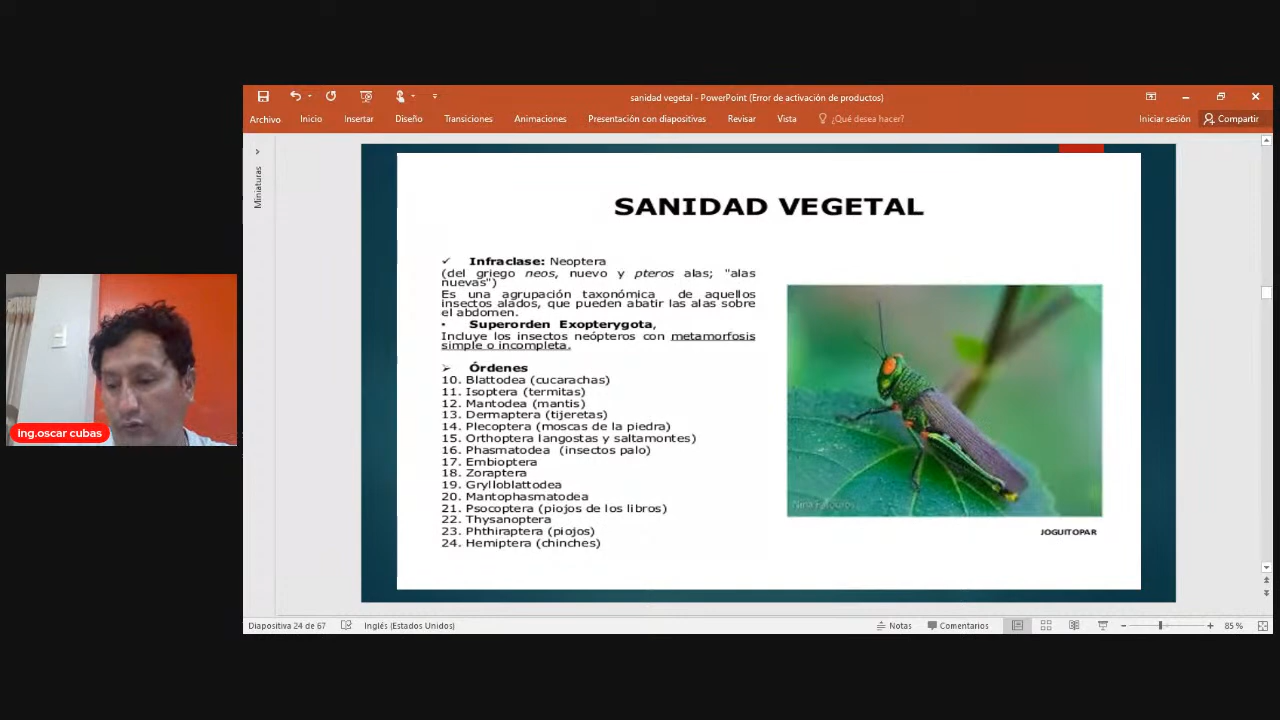 sanidad vegetal - PowerPoint (Error de activación de productos)
Archivo Inicio Insertar Diseño Transiciones Animaciones Presentación con diapositivas Revisar Vista ¿Qué desea hacer? Iniciar sesión Compartir
Miniaturas
SANIDAD VEGETAL
✓ Infraclase: Neoptera
(del griego neos, nuevo y pteros alas; "alas
nuevas")
Es una agrupación taxonómica de aquellos
insectos alados, que pueden abatir las alas sobre
el abdomen.
• Superorden Exopterygota,
Incluye los insectos neópteros con metamorfosis
simple o incompleta.
➢ Órdenes
10. Blattodea (cucarachas)
11. Isoptera (termitas)
12. Mantodea (mantis)
13. Dermaptera (tijeretas)
14. Plecoptera (moscas de la piedra)
15. Orthoptera langostas y saltamontes)
16. Phasmatodea (insectos palo)
17. Embioptera
18. Zoraptera
19. Grylloblattodea
20. Mantophasmatodea
21. Psocoptera (piojos de los libros)
22. Thysanoptera
23. Phthiraptera (piojos)
24. Hemiptera (chinches)
JOGUITOPAR
ing.oscar cubas
Diapositiva 24 de 67 Inglés (Estados Unidos) Notas Comentarios 85 %